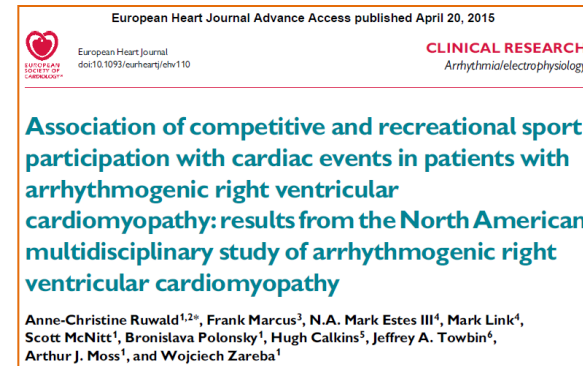 European Heart Journal Advance Access published April 20, 2015
EUROPEAN
SOCIETY OF
CARDIOLOGY®
European Heart Journal
doi:10.1093/eurheartj/ehv110
CLINICAL RESEARCH
Arrhythmia/electrophysiology
Association of competitive and recreational sport
participation with cardiac events in patients with
arrhythmogenic right ventricular
cardiomyopathy: results from the North American
multidisciplinary study of arrhythmogenic right
ventricular cardiomyopathy
Anne-Christine Ruwald1,2*, Frank Marcus3, N.A. Mark Estes III4, Mark Link4,
Scott McNitt1, Bronislava Polonsky1, Hugh Calkins5, Jeffrey A. Towbin6,
Arthur J. Moss1, and Wojciech Zareba1